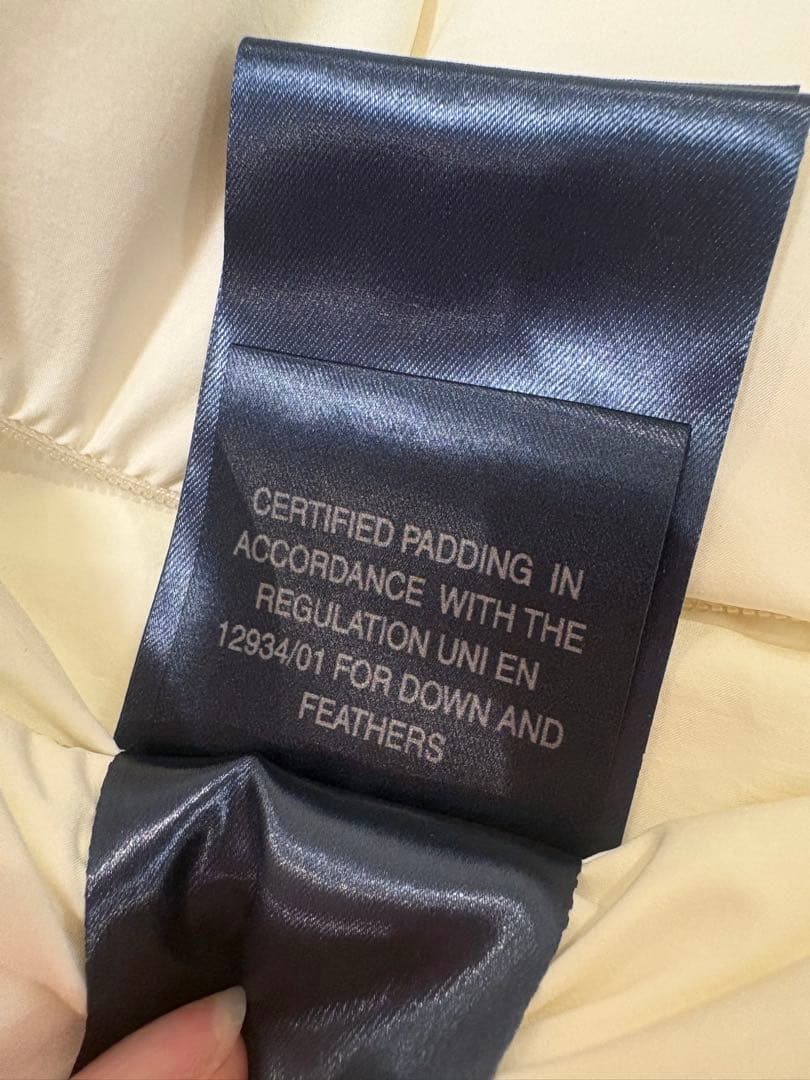 CERTIFIED PADDING IN
ACCORDANCE WITH THE
REGULATION UNI EN
12934/01 FOR DOWN AND
FEATHERS